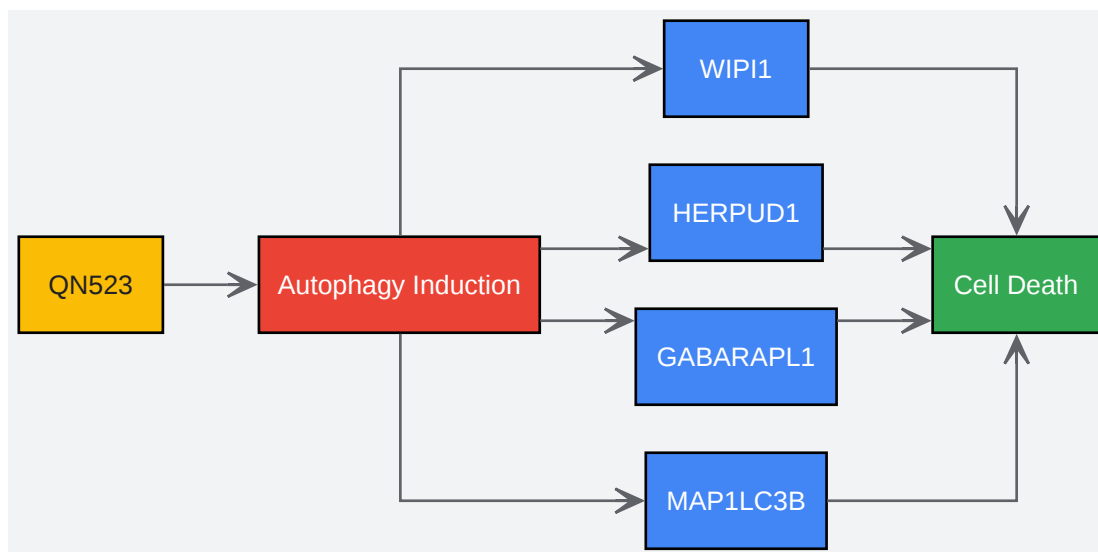 WIPI1
HERPUD1
QN523
Autophagy Induction
Cell Death
GABARAPL1
MAP1LC3B